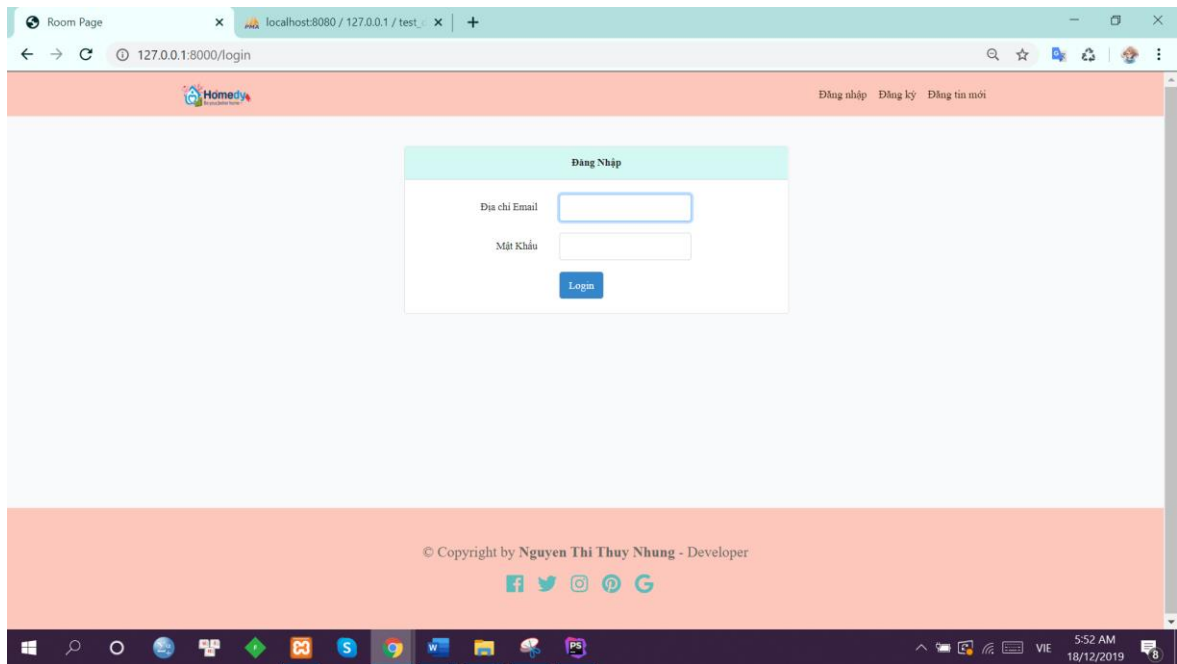 Room Page
localhost:8080 / 127.0.0.1 / test_
127.0.0.1:8000/login
Homedy
Đăng nhập Đăng ký Đăng tin mới
Đăng Nhập
Địa chỉ Email
Mật Khẩu
Login
© Copyright by Nguyen Thi Thuy Nhung - Developer
VIE
5:52 AM
18/12/2019
8